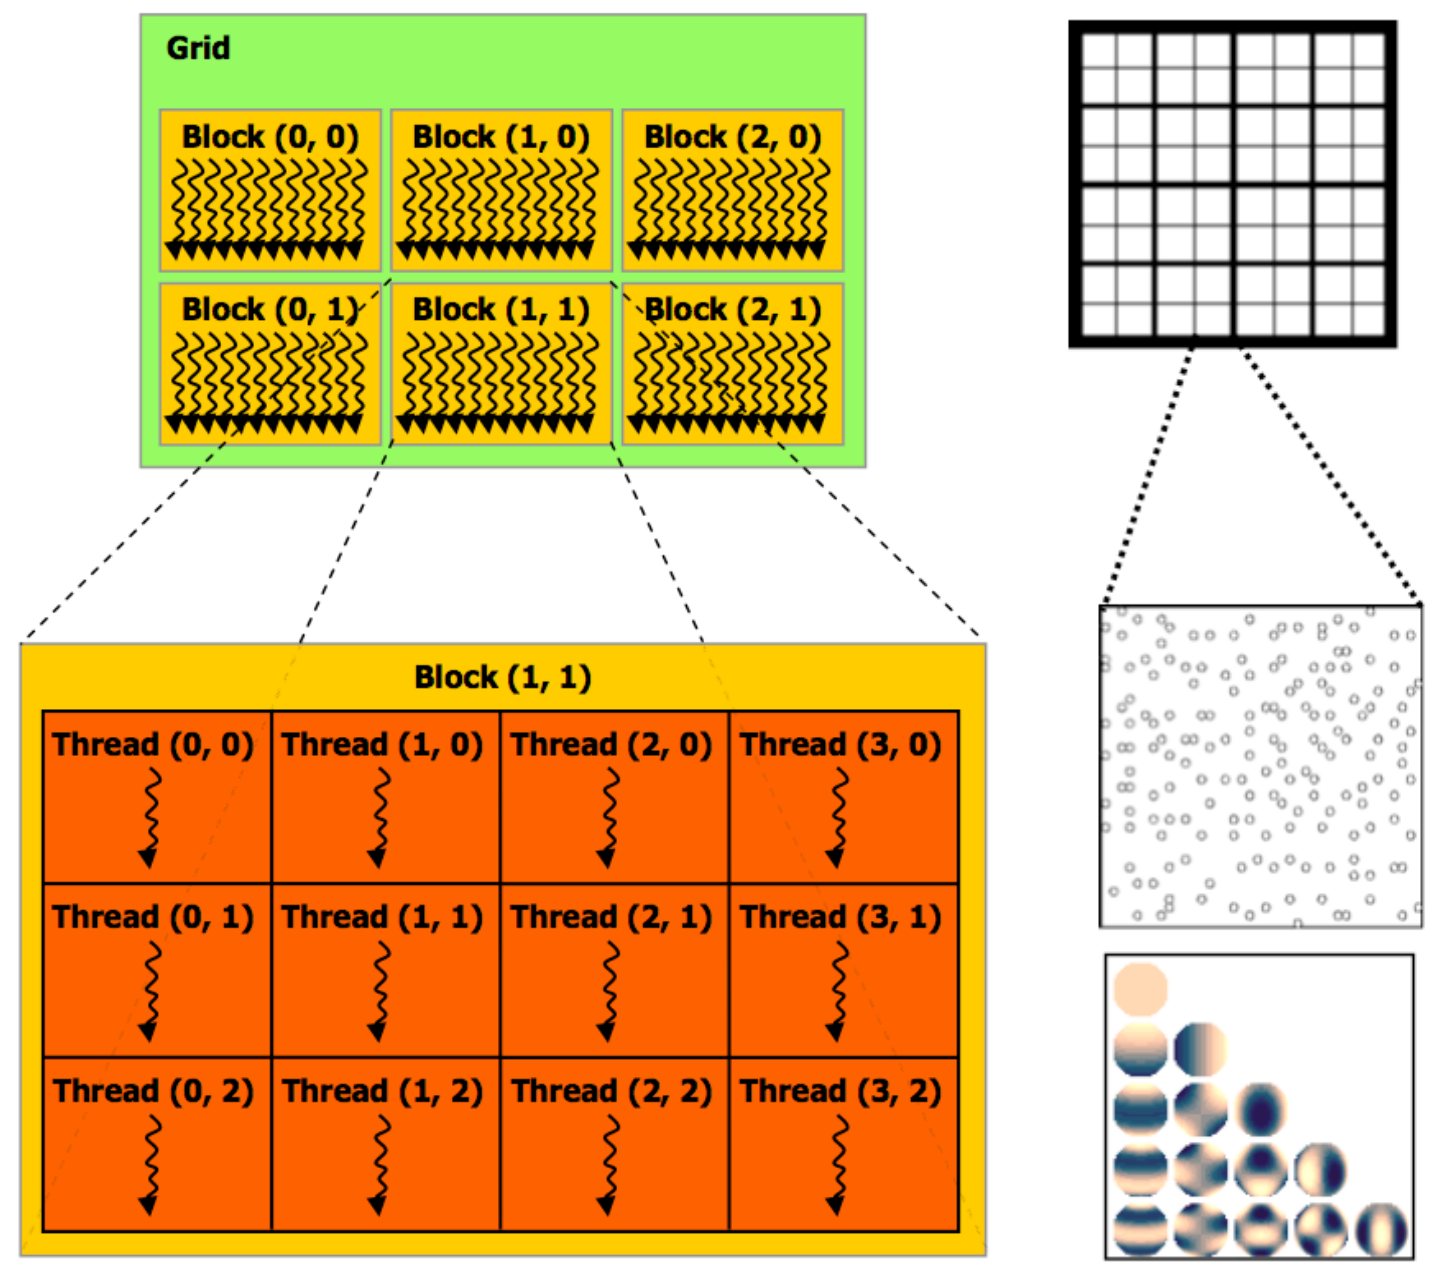 Grid
Block (0, 0) Block (1, 0) Block (2, 0)
Block (0, 1) Block (1, 1) Block (2, 1)
Block (1, 1)
Thread (0, 0) Thread (1, 0) Thread (2, 0) Thread (3, 0)
Thread (0, 1) Thread (1, 1) Thread (2, 1) Thread (3, 1)
Thread (0, 2) Thread (1, 2) Thread (2, 2) Thread (3, 2)